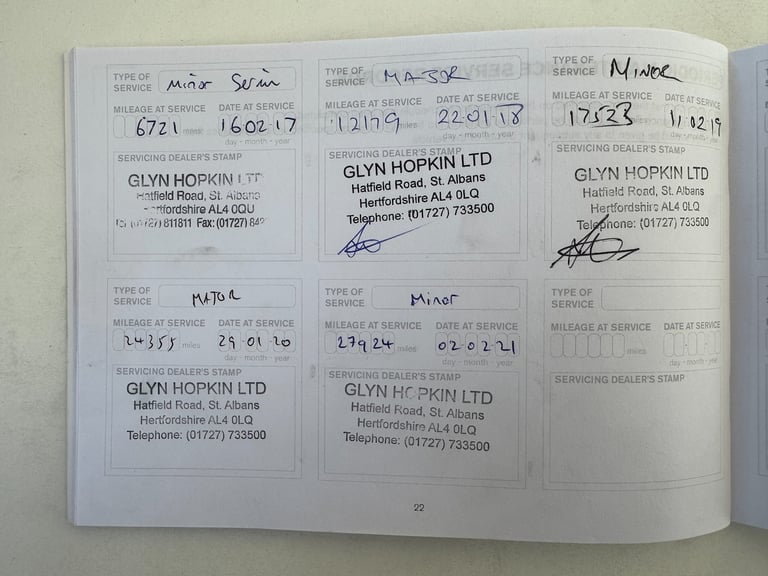 TYPE OF SERVICE Minor Servin
MILEAGE AT SERVICE DATE AT SERVICE
6721 miles 16 02 17
day - month - year
SERVICING DEALER'S STAMP
GLYN HOPKIN LTD
Hatfield Road, St. Albans
Hertfordshire AL4 0QU
811811 Fax: (01727)
TYPE OF SERVICE MAJOR
MILEAGE AT SERVICE DATE AT SERVICE
12179 miles 22 01 18
day - month - year
SERVICING DEALER'S STAMP
GLYN HOPKIN LTD
Hatfield Road, St. Albans
Hertfordshire AL4 0LQ
Telephone: (01727) 733500
TYPE OF SERVICE MINOR
MILEAGE AT SERVICE DATE AT SERVICE
17523 miles 11 02 19
day - month - year
SERVICING DEALER'S STAMP
GLYN HOPKIN LTD
Hatfield Road, St. Albans
Hertfordshire AL4 0LQ
Telephone: (01727) 733500
TYPE OF SERVICE MAJOR
MILEAGE AT SERVICE DATE AT SERVICE
24355 miles 29 01 20
day - month - year
SERVICING DEALER'S STAMP
GLYN HOPKIN LTD
Hatfield Road, St. Albans
Hertfordshire AL4 0LQ
Telephone: (01727) 733500
TYPE OF SERVICE Minor
MILEAGE AT SERVICE DATE AT SERVICE
27924 miles 02 02 21
day - month - year
SERVICING DEALER'S STAMP
GLYN HOPKIN LTD
Hatfield Road, St. Albans
Hertfordshire AL4 0LQ
Telephone: (01727) 733500
TYPE OF SERVICE
MILEAGE AT SERVICE DATE AT SERVICE
miles
day - month - year
SERVICING DEALER'S STAMP
22